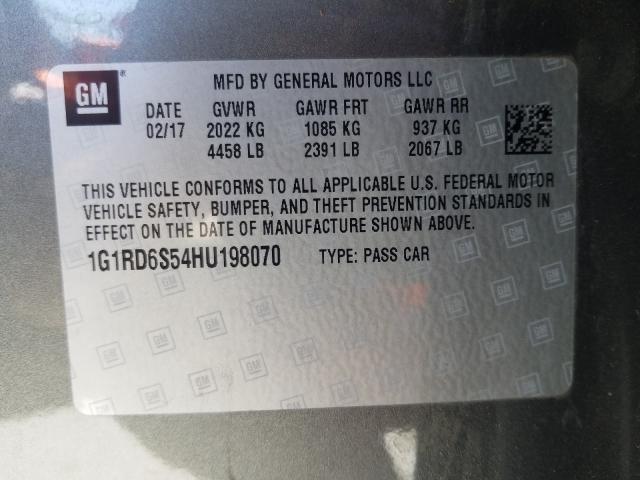 GM
MFD BY GENERAL MOTORS LLC
DATE GVWR GAWR FRT GAWR RR
02/17 2022 KG 1085 KG 937 KG
4458 LB 2391 LB 2067 LB
THIS VEHICLE CONFORMS TO ALL APPLICABLE U.S. FEDERAL MOTOR
VEHICLE SAFETY, BUMPER, AND THEFT PREVENTION STANDARDS IN
EFFECT ON THE DATE OF MANUFACTURE SHOWN ABOVE.
1G1RD6S54HU198070 TYPE: PASS CAR